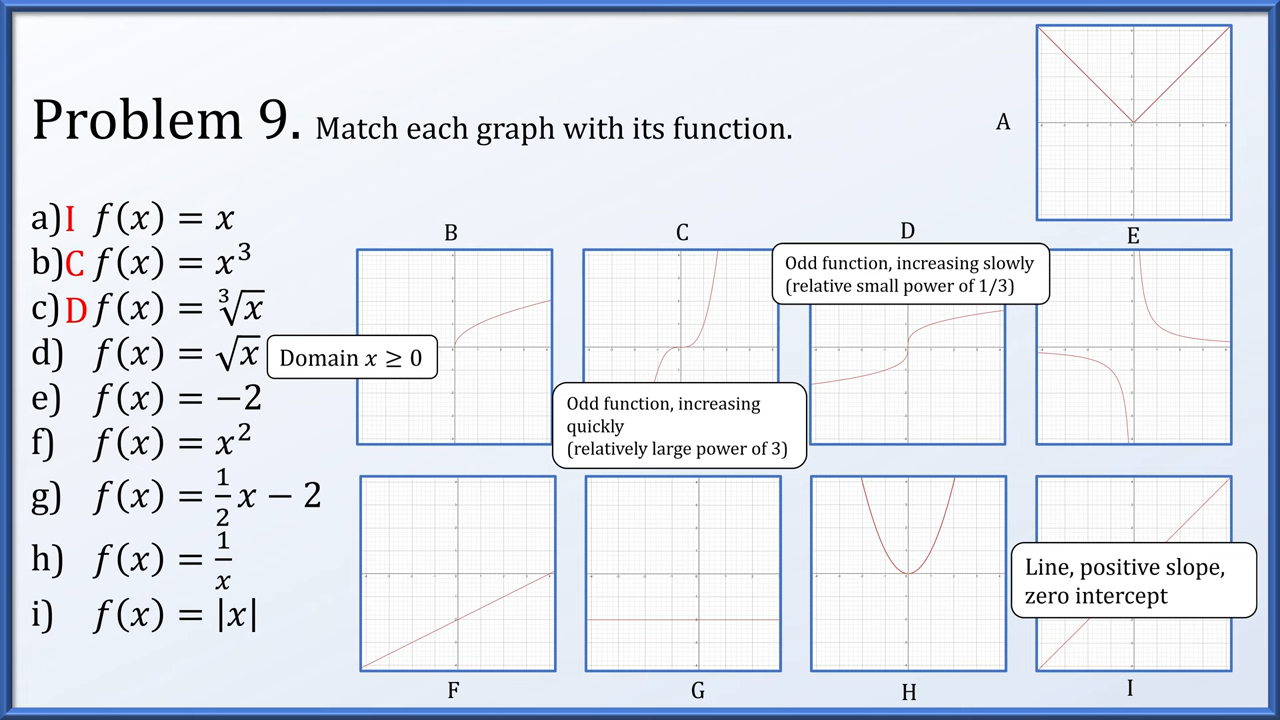 A
Problem 9. Match each graph with its function.
a) I f(x) = x
b) C f(x) = x³
c) D f(x) = ∛x
d) f(x) = √x
e) f(x) = −2
f) f(x) = x²
g) f(x) = 1/2 x − 2
h) f(x) = 1/x
i) f(x) = |x|
B
C
D
E
Odd function, increasing slowly
(relative small power of 1/3)
Domain x ≥ 0
Odd function, increasing
quickly
(relatively large power of 3)
Line, positive slope,
zero intercept
F
G
H
I